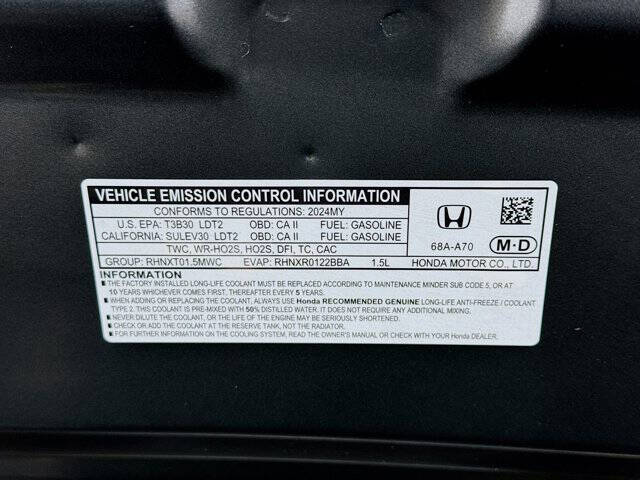 VEHICLE EMISSION CONTROL INFORMATION
CONFORMS TO REGULATIONS: 2024MY
U.S. EPA: T3B30 LDT2 OBD: CA II FUEL: GASOLINE
CALIFORNIA: SULEV30 LDT2 OBD: CA II FUEL: GASOLINE
TWC, WR-HO2S, HO2S, DFI, TC, CAC
GROUP: RHNXT01.5MWC EVAP: RHNXR0122BBA 1.5L
68A-A70
M-D
HONDA MOTOR CO., LTD.
INFORMATION
■ THE FACTORY INSTALLED LONG-LIFE COOLANT MUST BE REPLACED ACCORDING TO MAINTENANCE MINDER SUB CODE 5, OR AT
10 YEARS WHICHEVER COMES FIRST, THEREAFTER EVERY 5 YEARS.
■ WHEN ADDING OR REPLACING THE COOLANT, ALWAYS USE Honda RECOMMENDED GENUINE LONG-LIFE ANTI-FREEZE / COOLANT
TYPE 2. THIS COOLANT IS PRE-MIXED WITH 50% DISTILLED WATER. IT DOES NOT REQUIRE ANY ADDITIONAL MIXING.
■ NEVER DILUTE THE COOLANT, OR THE LIFE OF THE ENGINE MAY BE SERIOUSLY SHORTENED.
■ ADD COOLANT AT THE RESERVE TANK, NOT THE RADIATOR.
■ FOR FURTHER INFORMATION ON THE COOLING SYSTEM, READ THE OWNER'S MANUAL OR CHECK WITH YOUR Honda DEALER.